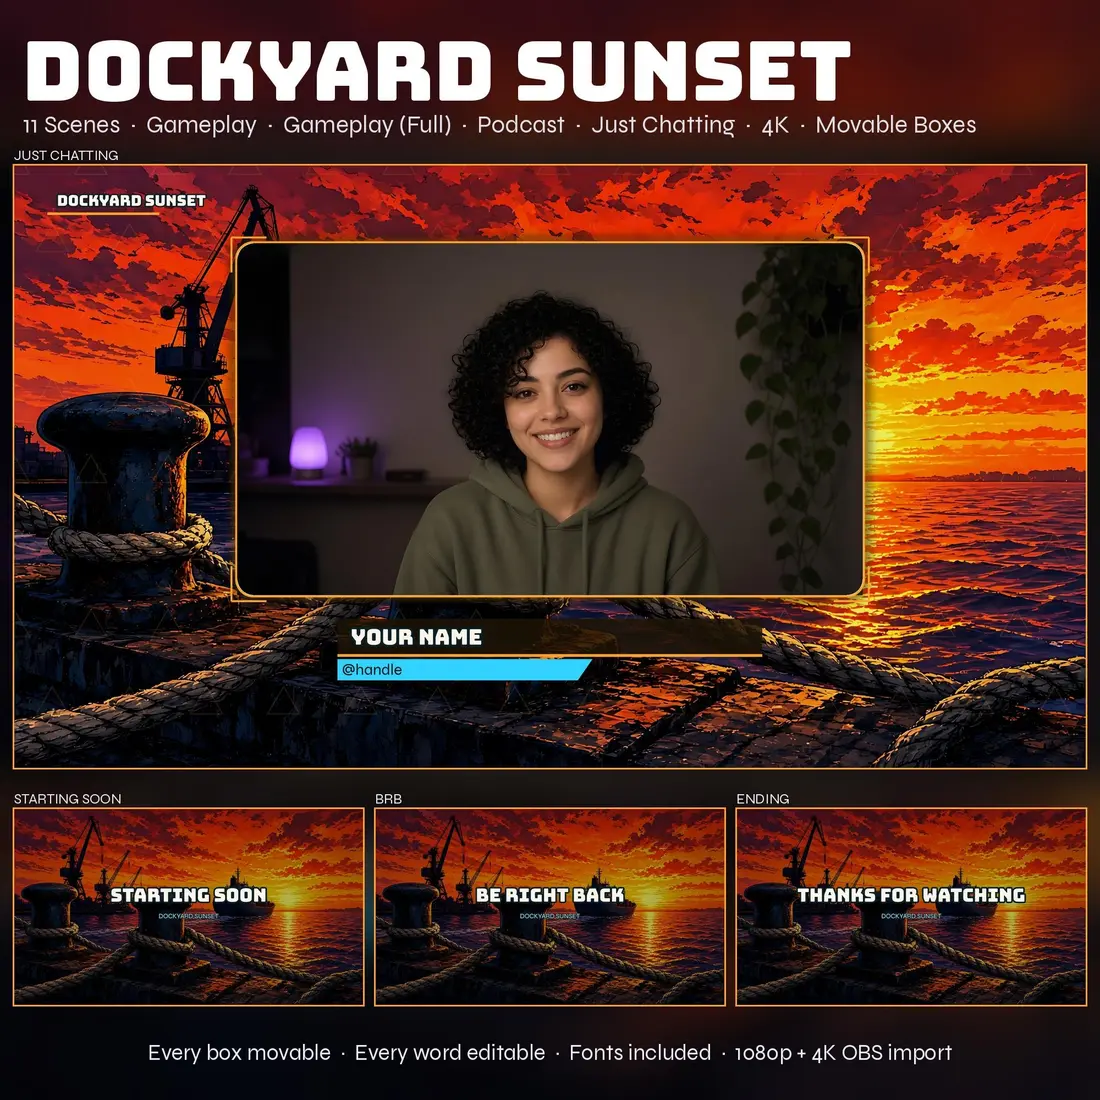 DOCKYARD SUNSET
11 Scenes · Gameplay · Gameplay (Full) · Podcast · Just Chatting · 4K · Movable Boxes
JUST CHATTING
DOCKYARD SUNSET
YOUR NAME
@handle
STARTING SOON
BRB
ENDING
STARTING SOON
DOCKYARD SUNSET
BE RIGHT BACK
DOCKYARD SUNSET
THANKS FOR WATCHING
DOCKYARD SUNSET
Every box movable · Every word editable · Fonts included · 1080p + 4K OBS import